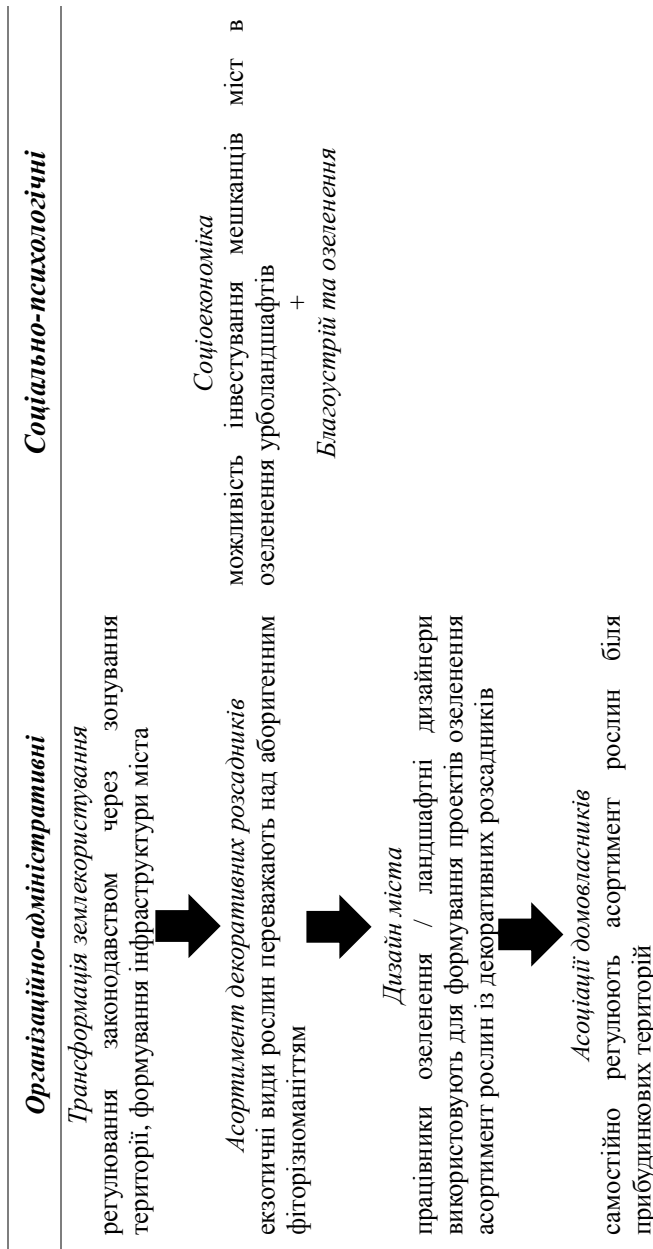 Організаційно-адміністративні
Соціально-психологічні
Трансформація землекористування
регулювання законодавством через зонування
території, формування інфраструктури міста
Асортимент декоративних розсадників
екзотичні види рослин переважають над аборигенним
фіторізноманіттям
Дизайн міста
працівники озеленення / ландшафтні дизайнери
використовують для формування проектів озеленення
асортимент рослин із декоративних розсадників
Асоціації домовласників
самостійно регулюють асортимент рослин біля
прибудинкових територій
Соціоекономіка
можливість інвестування мешканців міст в
озеленення урболандшафтів
+
Благоустрій та озеленення